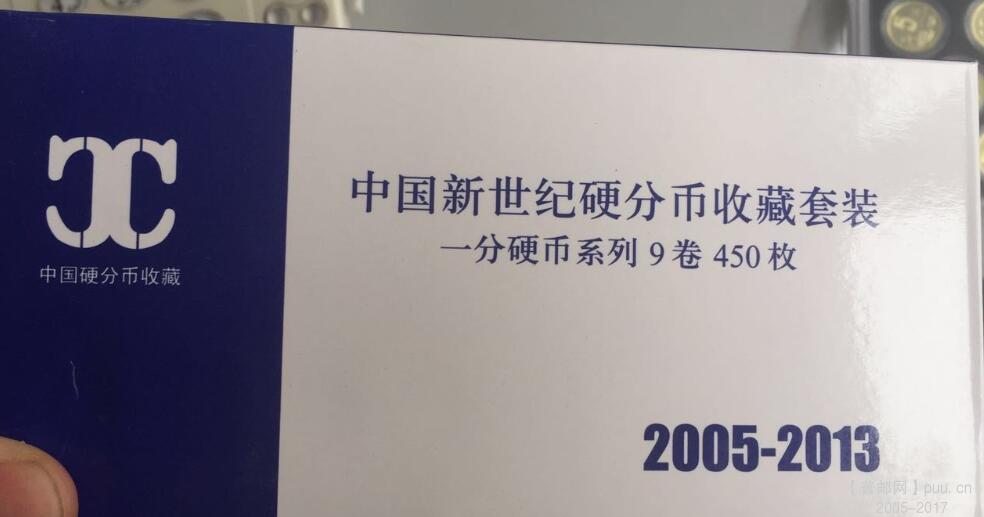 5
中国硬分币收藏
中国新世纪硬分币收藏套装
一分硬币系列 9 卷 450 枚
2005-2013
【普邮网】puu.cn
2005-2017